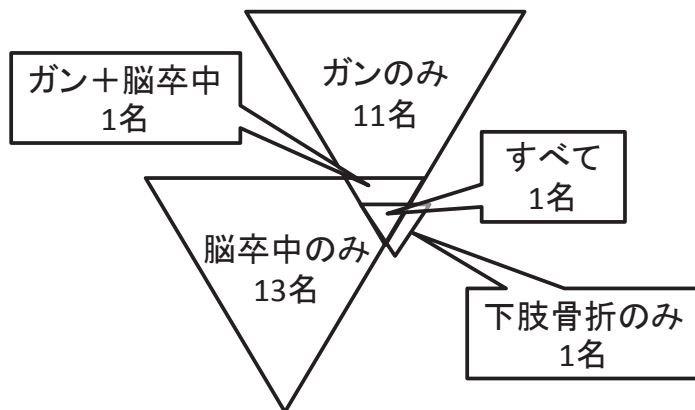 ガンのみ
11名
ガン＋脳卒中
1名
すべて
1名
脳卒中のみ
13名
下肢骨折のみ
1名